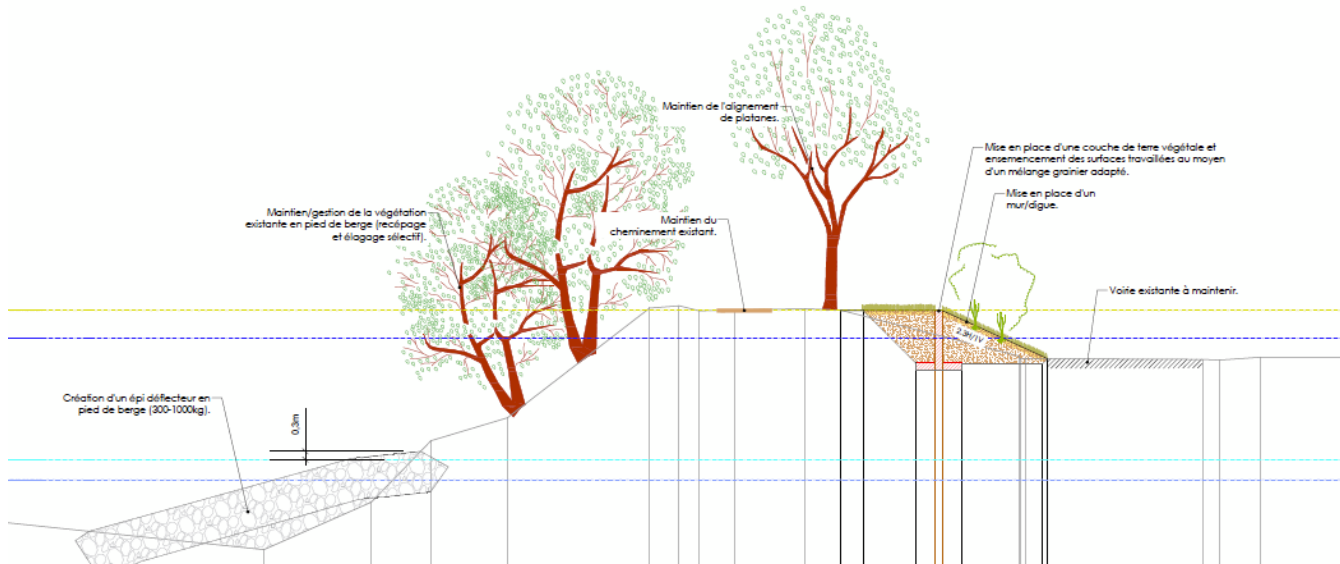 Maintien de l'alignement
de platanes.
Mise en place d'une couche de terre végétale et
ensemencement des surfaces travaillées au moyen
d'un mélange grainier adapté.
Mise en place d'un
mur/digue.
Maintien/gestion de la végétation
existante en pied de berge (recépage
et élagage sélectif).
Maintien du
cheminement existant.
Voirie existante à maintenir.
2.3H/1V
Création d'un épi déflecteur en
pied de berge (300-1000kg).
0,3m